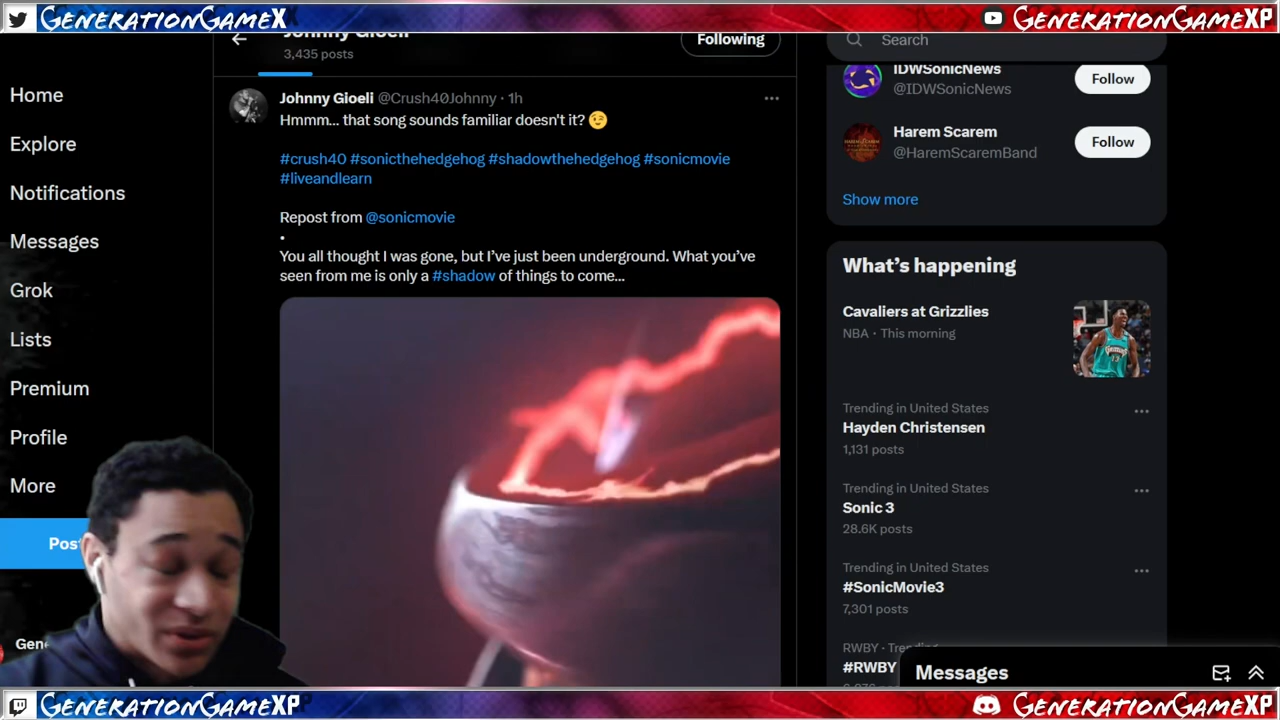 GenerationGameX
GenerationGameXP
Johnny Gioeli
3,435 posts
Following
Search
Home
Explore
Notifications
Messages
Grok
Lists
Premium
Profile
More
Post
Gene
Johnny Gioeli @Crush40Johnny · 1h
Hmmm... that song sounds familiar doesn't it? 😉
#crush40 #sonicthehedgehog #shadowthehedgehog #sonicmovie
#liveandlearn
Repost from @sonicmovie
•
You all thought I was gone, but I've just been underground. What you've
seen from me is only a #shadow of things to come...
IDWSonicNews
@IDWSonicNews
Follow
Harem Scarem
@HaremScaremBand
Follow
Show more
What's happening
Cavaliers at Grizzlies
NBA · This morning
Trending in United States
Hayden Christensen
1,131 posts
Trending in United States
Sonic 3
28.6K posts
Trending in United States
#SonicMovie3
7,301 posts
RWBY · Trending
#RWBY
Messages
GenerationGameXP
GenerationGameXP